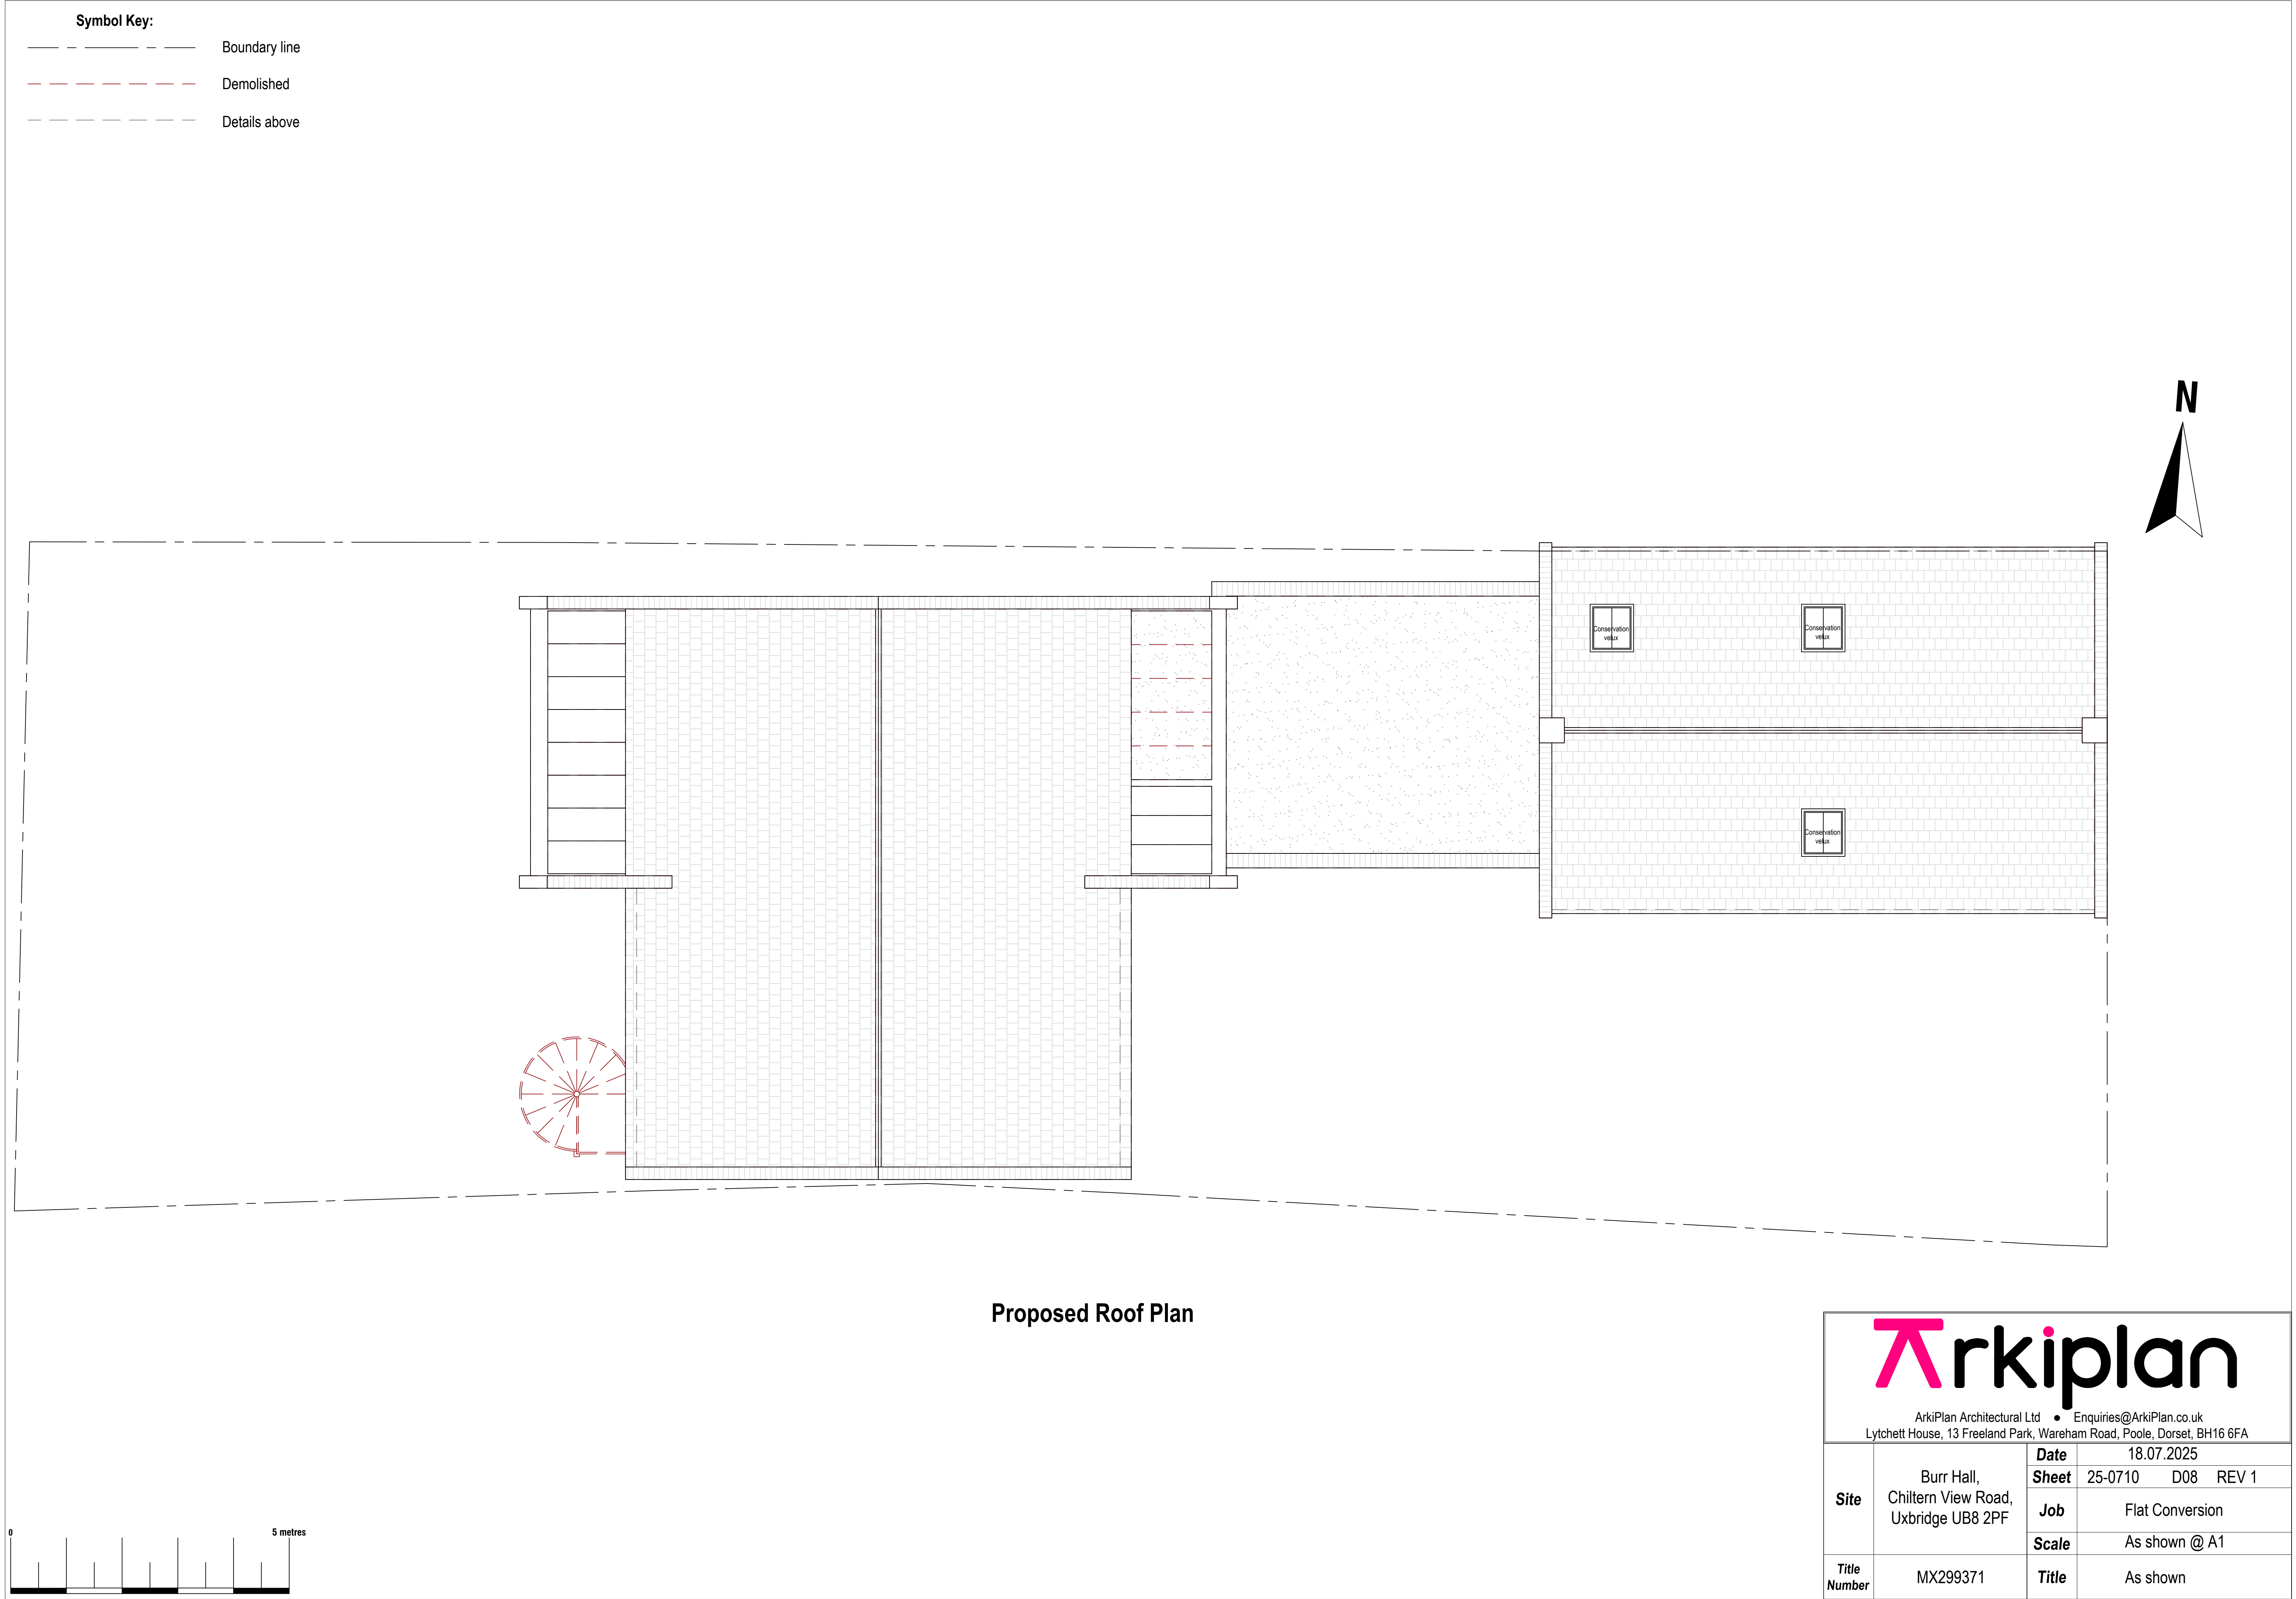 Symbol Key:
Boundary line
Demolished
Details above
N
Conservation
velux
Conservation
velux
Conservation
velux
Proposed Roof Plan
Arkiplan
ArkiPlan Architectural Ltd • Enquiries@ArkiPlan.co.uk
Lytchett House, 13 Freeland Park, Wareham Road, Poole, Dorset, BH16 6FA
Site
Burr Hall,
Chiltern View Road,
Uxbridge UB8 2PF
Date 18.07.2025
Sheet 25-0710 D08 REV 1
Job Flat Conversion
Scale As shown @ A1
Title
Number
MX299371
Title As shown
0 5 metres